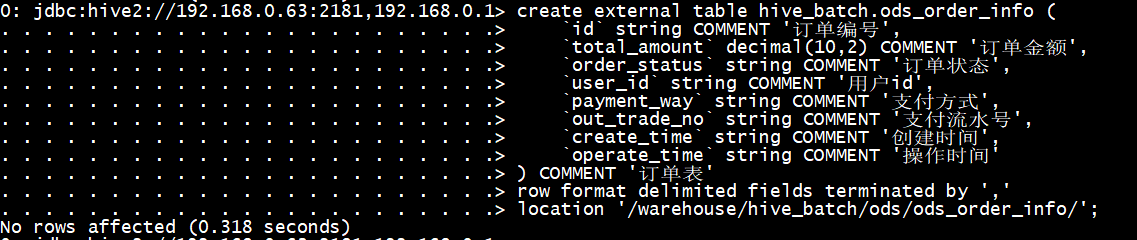 0: jdbc:hive2://192.168.0.63:2181,192.168.0.1> create external table hive_batch.ods_order_info (
. . . . . . . . . . . . . . . . . . . . . . .> `id` string COMMENT '订单编号',
. . . . . . . . . . . . . . . . . . . . . . .> `total_amount` decimal(10,2) COMMENT '订单金额',
. . . . . . . . . . . . . . . . . . . . . . .> `order_status` string COMMENT '订单状态',
. . . . . . . . . . . . . . . . . . . . . . .> `user_id` string COMMENT '用户id',
. . . . . . . . . . . . . . . . . . . . . . .> `payment_way` string COMMENT '支付方式',
. . . . . . . . . . . . . . . . . . . . . . .> `out_trade_no` string COMMENT '支付流水号',
. . . . . . . . . . . . . . . . . . . . . . .> `create_time` string COMMENT '创建时间',
. . . . . . . . . . . . . . . . . . . . . . .> `operate_time` string COMMENT '操作时间'
. . . . . . . . . . . . . . . . . . . . . . .> ) COMMENT '订单表'
. . . . . . . . . . . . . . . . . . . . . . .> row format delimited fields terminated by ','
. . . . . . . . . . . . . . . . . . . . . . .> location '/warehouse/hive_batch/ods/ods_order_info/';
No rows affected (0.318 seconds)